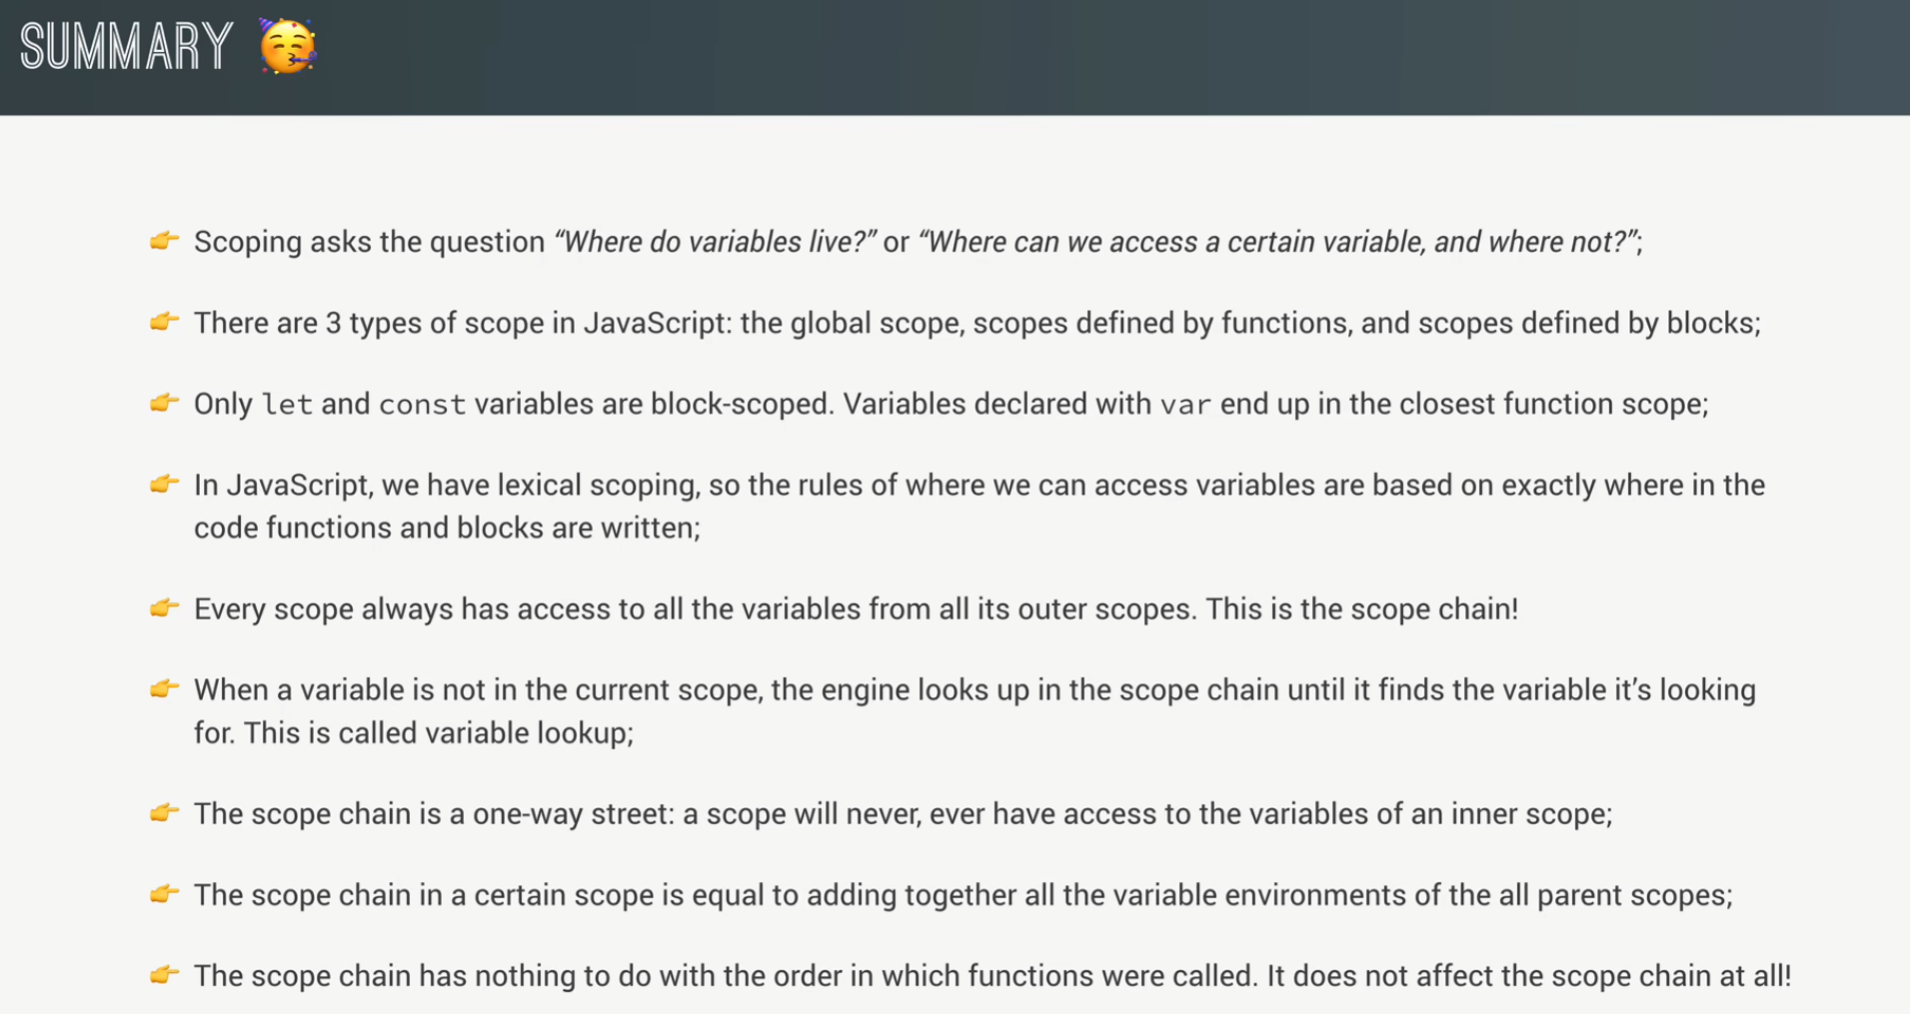 SUMMARY 🥳
👉 Scoping asks the question “Where do variables live?” or “Where can we access a certain variable, and where not?”;
👉 There are 3 types of scope in JavaScript: the global scope, scopes defined by functions, and scopes defined by blocks;
👉 Only let and const variables are block-scoped. Variables declared with var end up in the closest function scope;
👉 In JavaScript, we have lexical scoping, so the rules of where we can access variables are based on exactly where in the
code functions and blocks are written;
👉 Every scope always has access to all the variables from all its outer scopes. This is the scope chain!
👉 When a variable is not in the current scope, the engine looks up in the scope chain until it finds the variable it’s looking
for. This is called variable lookup;
👉 The scope chain is a one-way street: a scope will never, ever have access to the variables of an inner scope;
👉 The scope chain in a certain scope is equal to adding together all the variable environments of the all parent scopes;
👉 The scope chain has nothing to do with the order in which functions were called. It does not affect the scope chain at all!